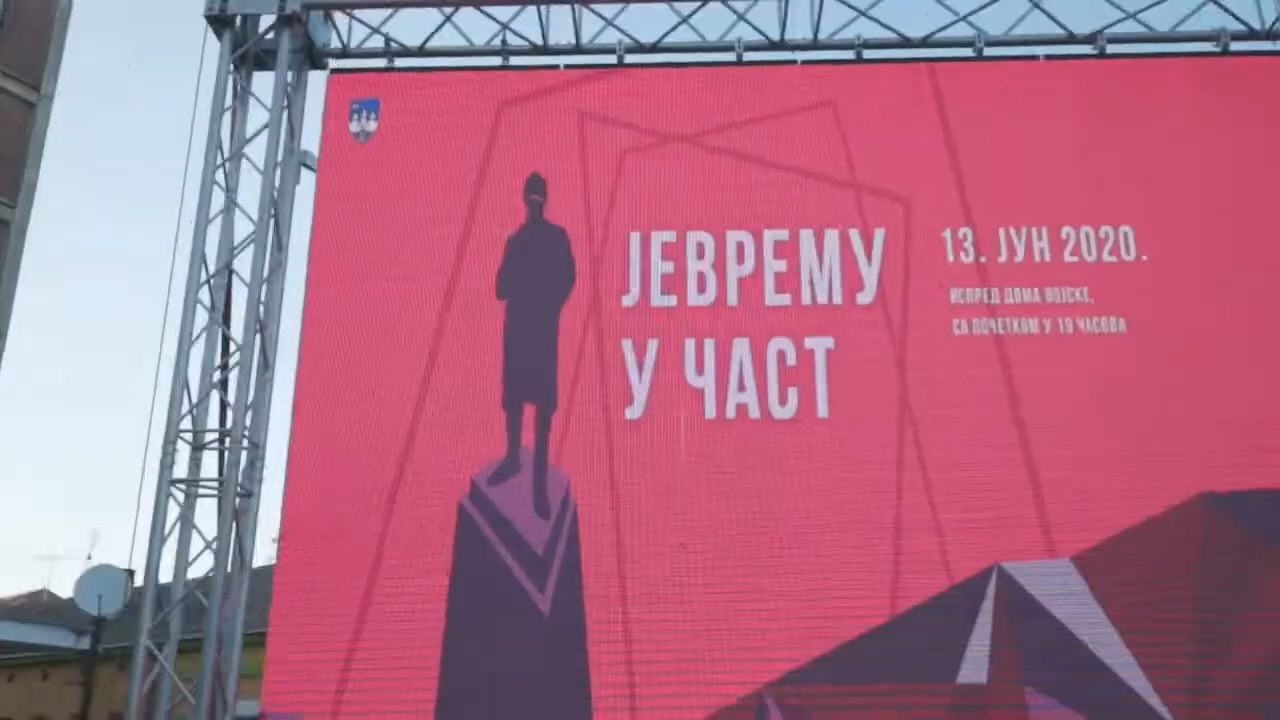 ЈЕВРЕМУ
У ЧАСТ
13. ЈУН 2020.
ИСПРЕД ДОМА ВОЈСКЕ,
СА ПОЧЕТКОМ У 19 ЧАСОВА